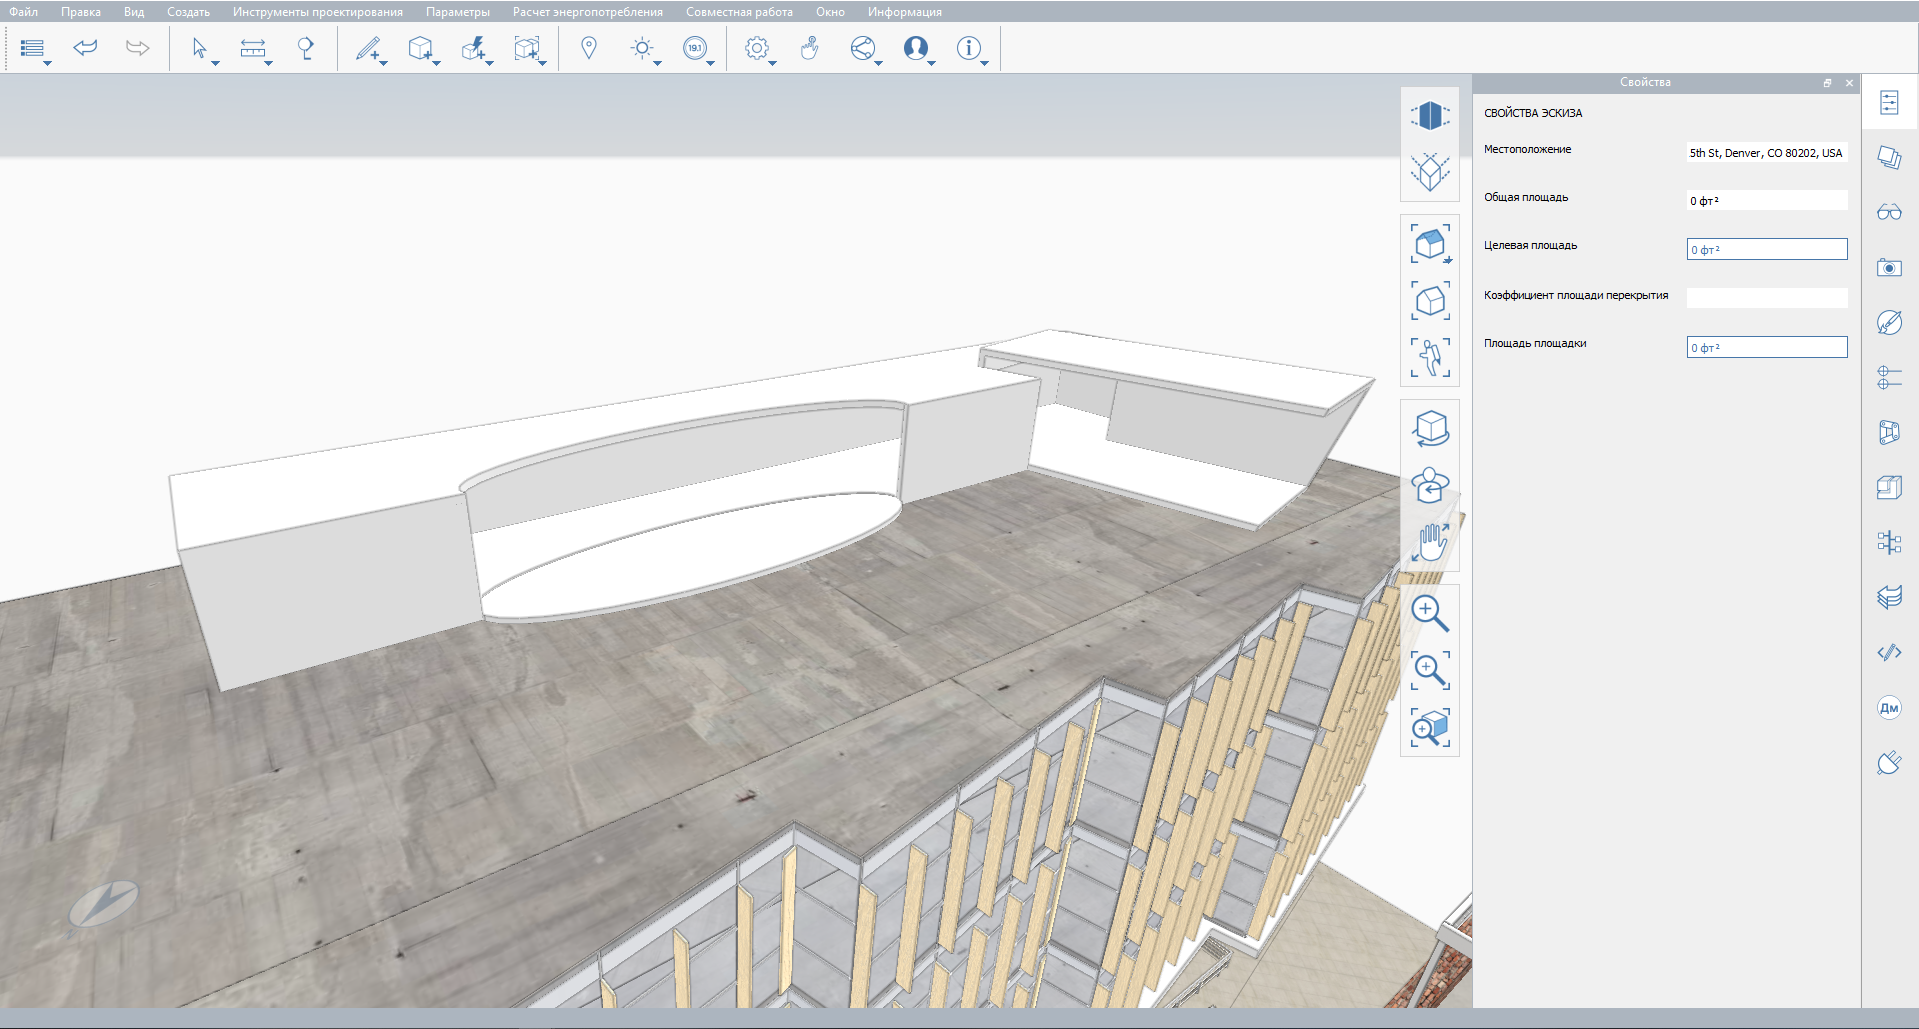 Файл Правка Вид Создать Инструменты проектирования Параметры Расчет энергопотребления Совместная работа Окно Информация
19.1
Свойства
СВОЙСТВА ЭСКИЗА
Местоположение 5th St, Denver, CO 80202, USA
Общая площадь 0 фт²
Целевая площадь 0 фт²
Коэффициент площади перекрытия
Площадь площадки 0 фт²
Дм